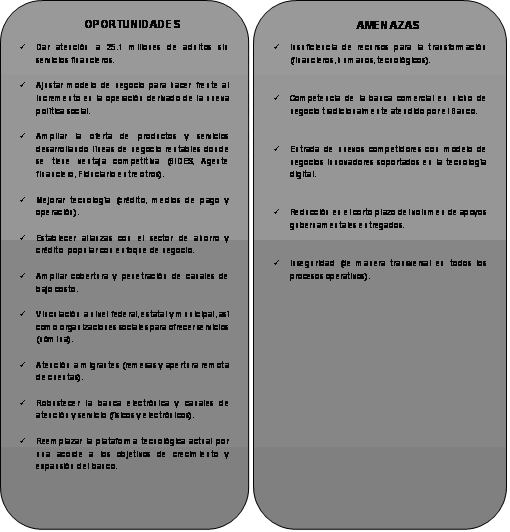 OPORTUNIDADES
✓ Dar atención a 25.1 millones de adultos sin
servicios financieros.
✓ Ajustar modelo de negocio para hacer frente al
incremento en la operación derivado de la nueva
política social.
✓ Ampliar la oferta de productos y servicios
desarrollando líneas de negocio rentables donde
se tiene ventaja competitiva (SIDES, Agente
financiero, Fiduciario entre otros).
✓ Mejorar tecnología (crédito, medios de pago y
operación).
✓ Establecer alianzas con el sector de ahorro y
crédito popular con enfoque de negocio.
✓ Ampliar cobertura y penetración de canales de
bajo costo.
✓ Vinculación a nivel federal, estatal y municipal, así
como organizaciones sociales para ofrecer servicios
(nómina).
✓ Atención a migrantes (remesas y apertura remota
de cuentas).
✓ Robustecer la banca electrónica y canales de
atención y servicio (físicos y electrónicos).
✓ Reemplazar la plataforma tecnológica actual por
una acorde a los objetivos de crecimiento y
expansión del banco.
AMENAZAS
✓ Insuficiencia de recursos para la transformación
(financieros, humanos, tecnológicos).
✓ Competencia de la banca comercial en nicho de
negocio tradicionalmente atendido por el Banco.
✓ Entrada de nuevos competidores con modelo de
negocios innovadores soportados en la tecnología
digital.
✓ Reducción en el corto plazo del volumen de apoyos
gubernamentales entregados.
✓ Inseguridad (de manera transversal en todos los
procesos operativos).